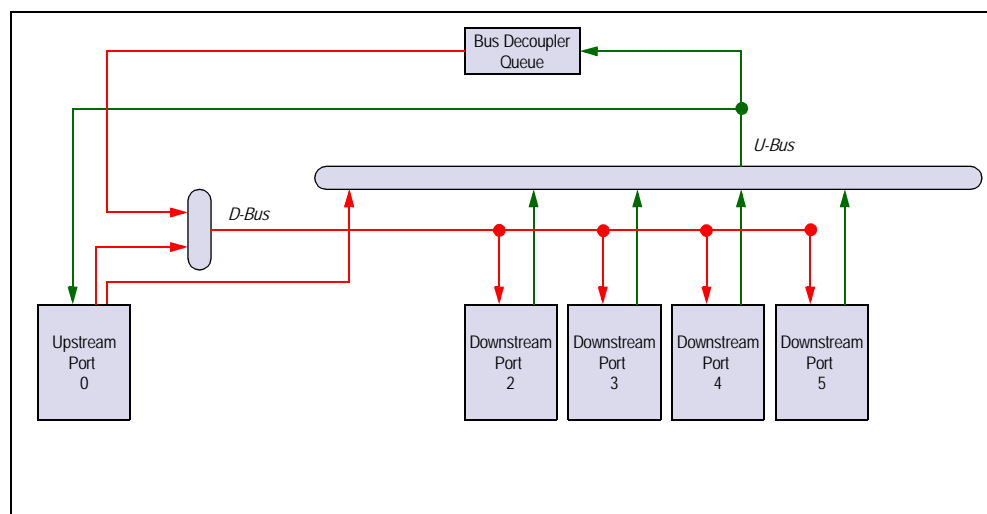 Bus Decoupler
Queue
U-Bus
D-Bus
Upstream
Port
0
Downstream
Port
2
Downstream
Port
3
Downstream
Port
4
Downstream
Port
5